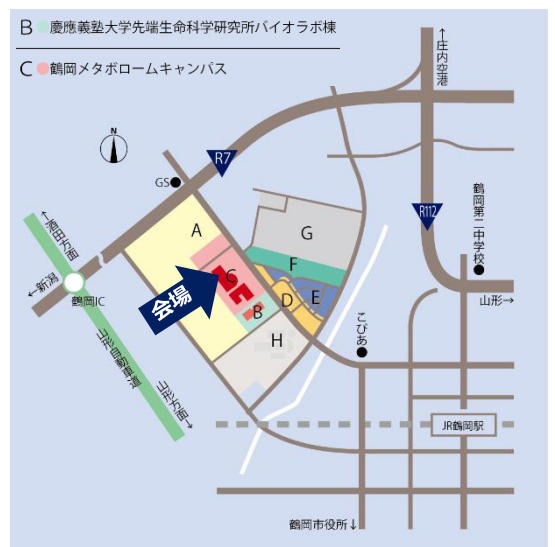 B 慶應義塾大学先端生命科学研究所バイオラボ棟
C 鶴岡メタボロームキャンパス
↑庄内空港
N
R7
GS
鶴岡第二中学校
A
R112
↑酒田方面
G
F
C
←新潟
鶴岡IC
会場
D
E
B
山形→
こぴあ
H
山形自動車道
山形方面→
JR鶴岡駅
鶴岡市役所↓